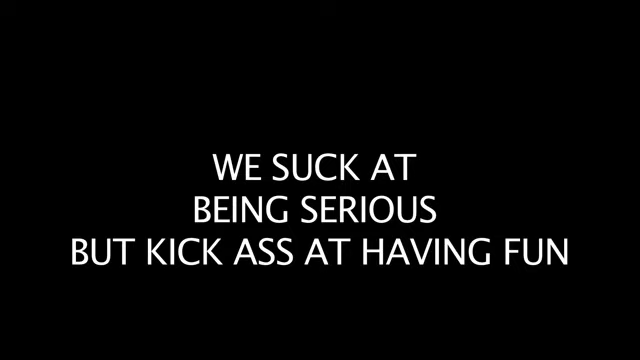 WE SUCK AT
BEING SERIOUS
BUT KICK ASS AT HAVING FUN